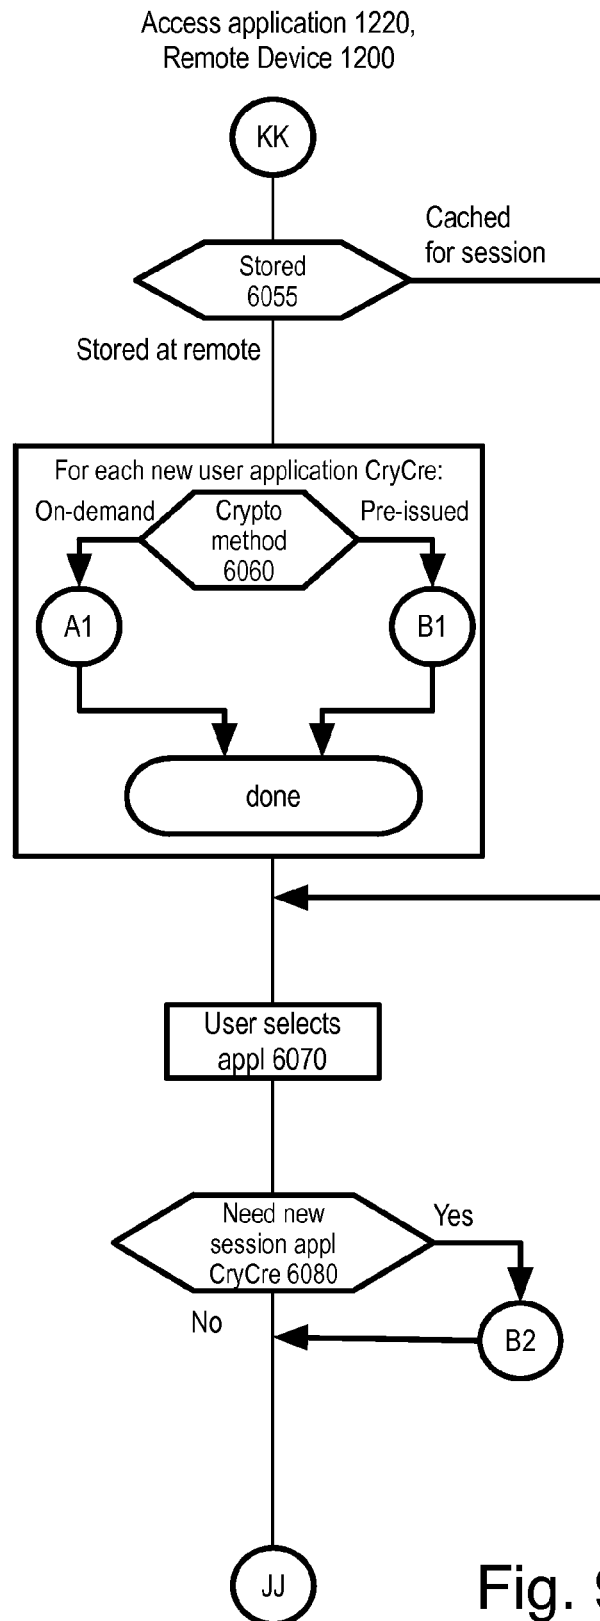 Access application 1220,
Remote Device 1200
KK
Cached
for session
Stored
6055
Stored at remote
For each new user application CryCre:
On-demand
Crypto
method
6060
Pre-issued
A1
B1
done
User selects
appl 6070
Need new
session appl
CryCre 6080
Yes
No
B2
JJ
Fig.